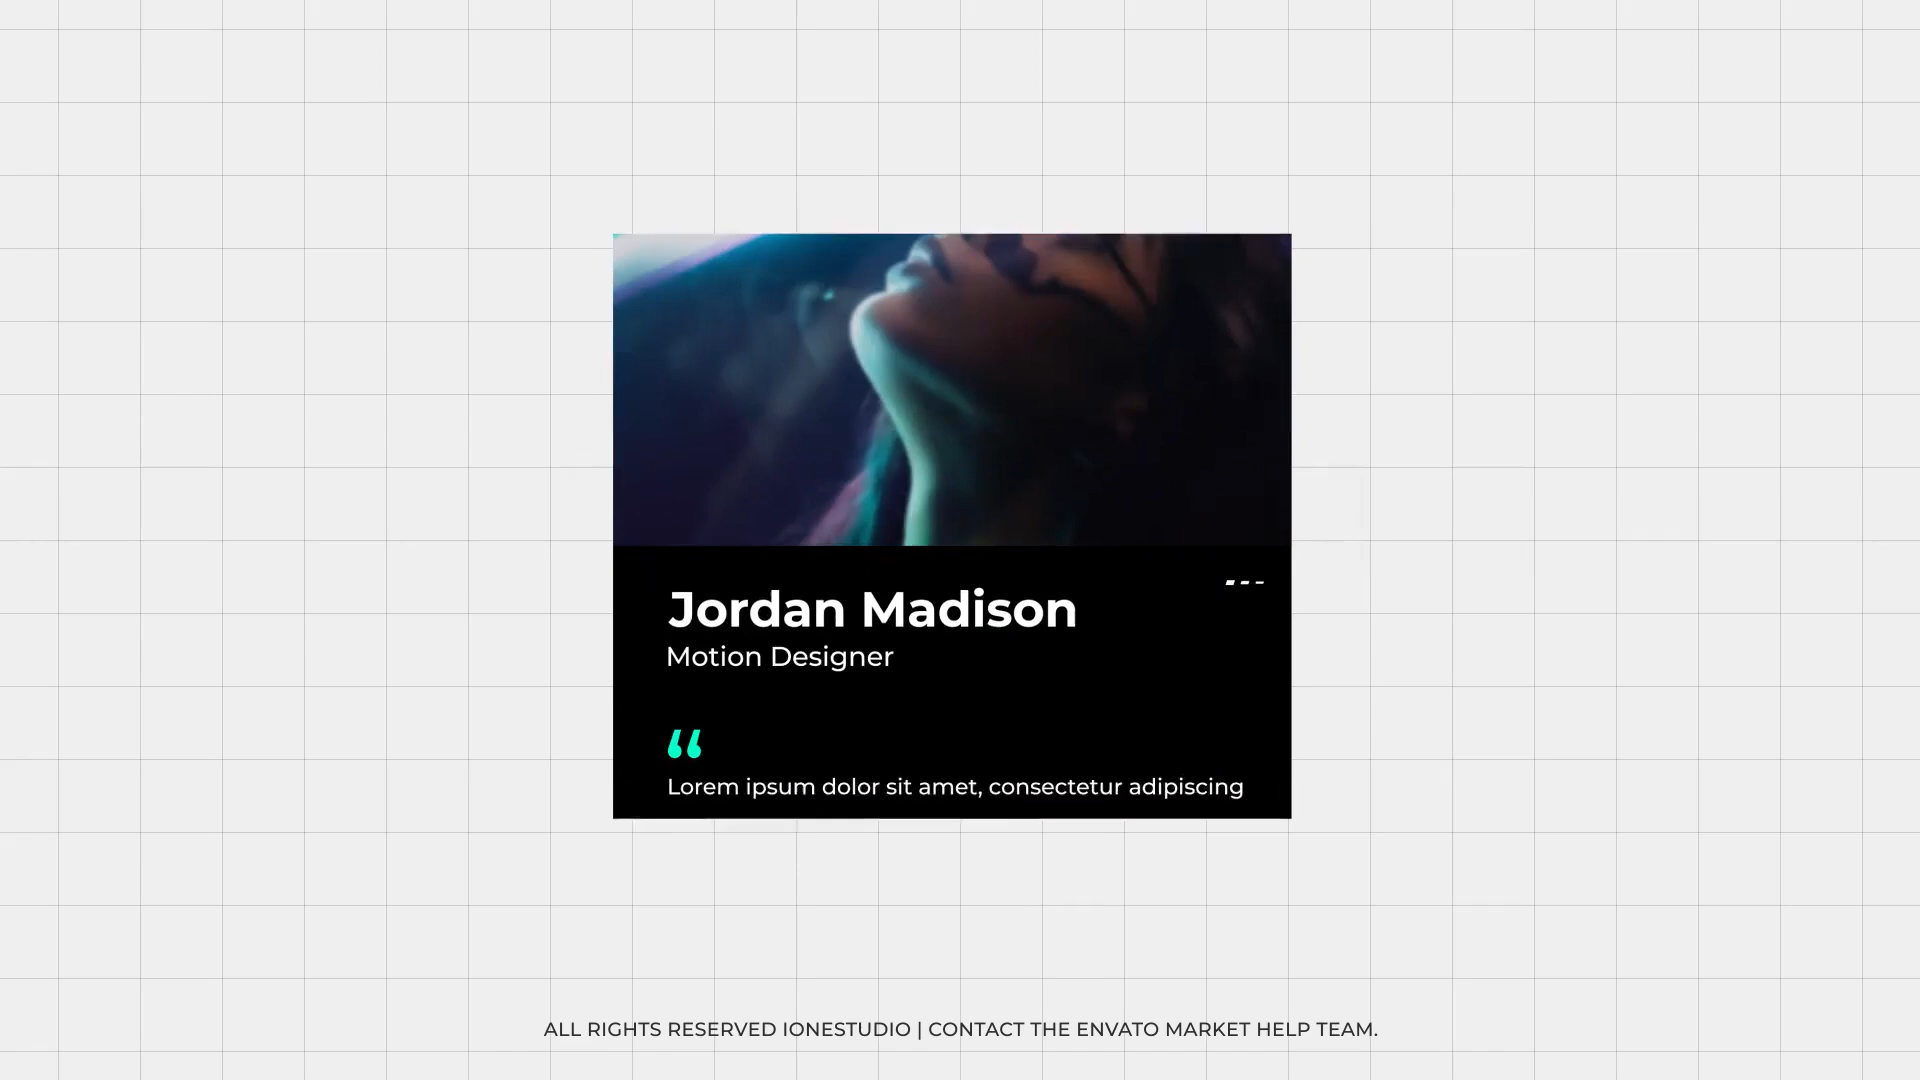 Jordan Madison
Motion Designer
“
Lorem ipsum dolor sit amet, consectetur adipiscing
ALL RIGHTS RESERVED IONESTUDIO | CONTACT THE ENVATO MARKET HELP TEAM.